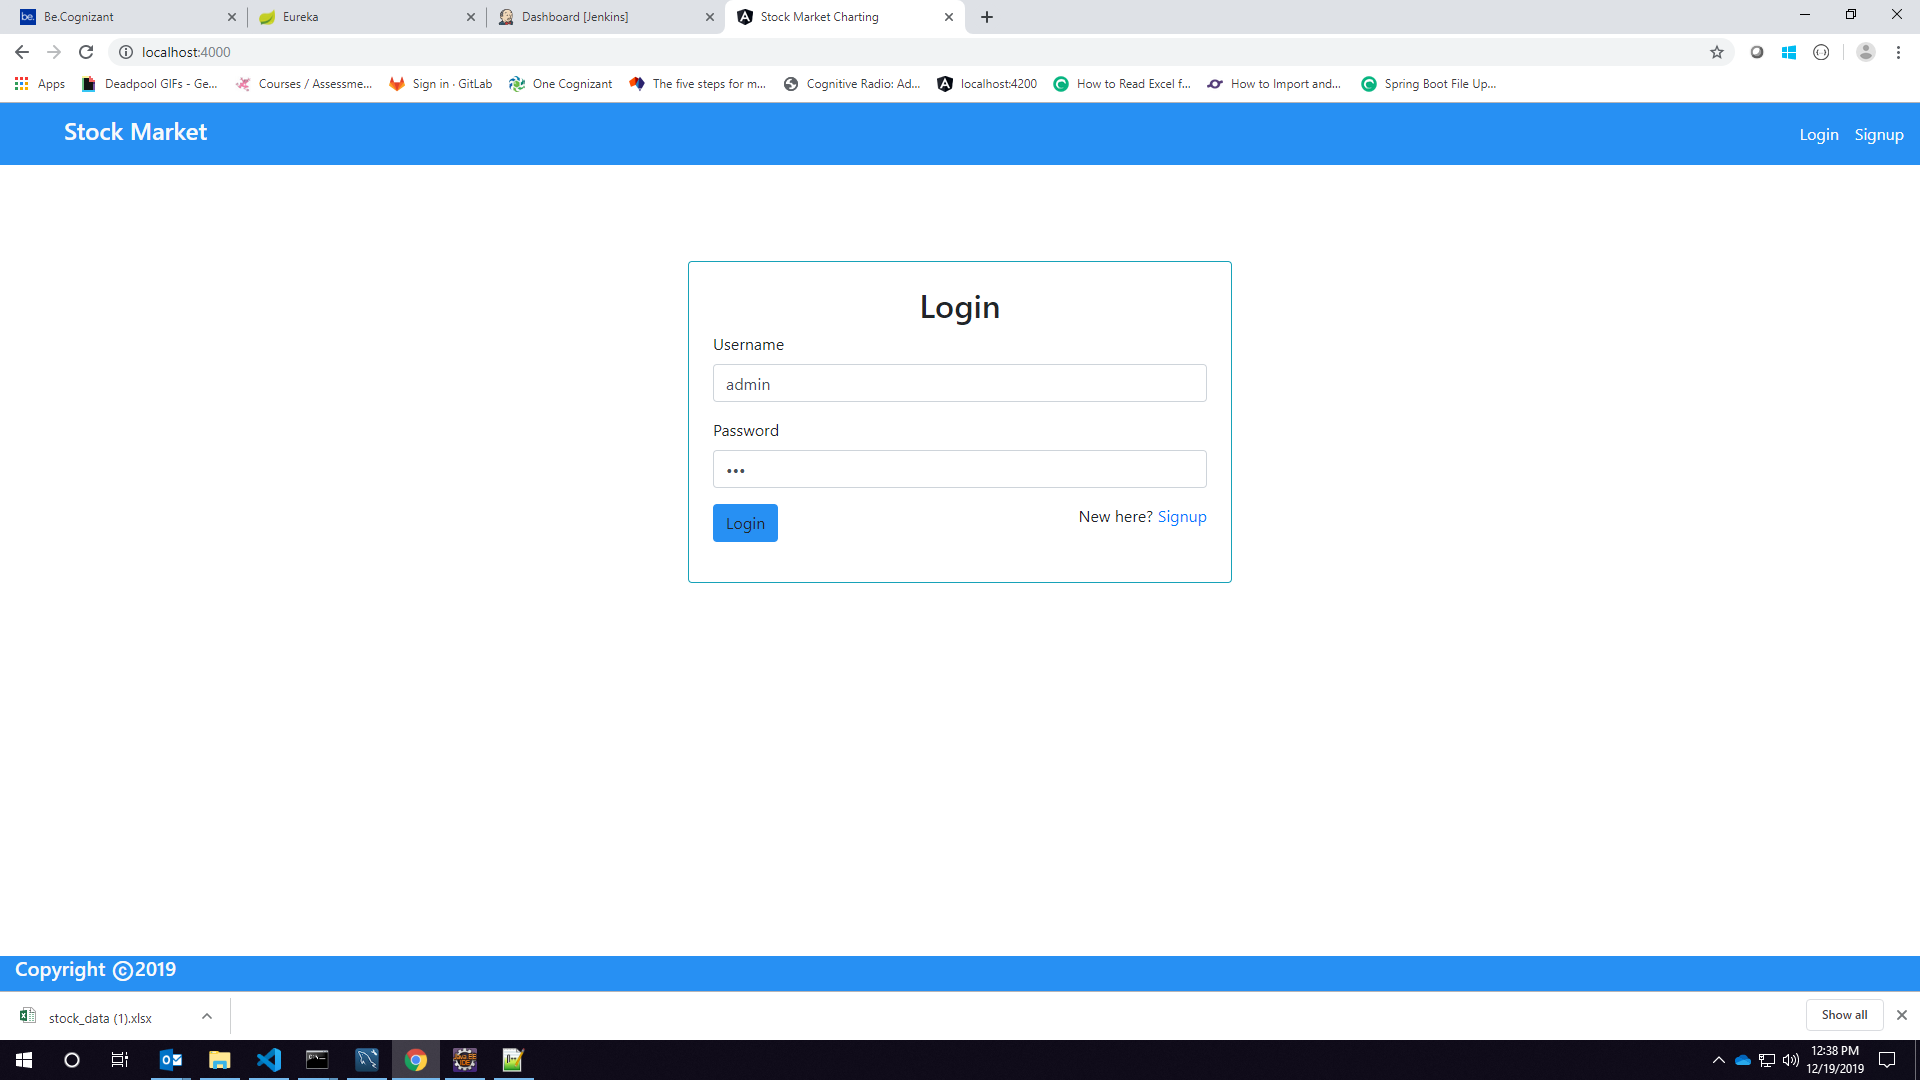 Be.Cognizant
Eureka
Dashboard [Jenkins]
Stock Market Charting
localhost:4000
Apps
Deadpool GIFs - Ge...
Courses / Assessme...
Sign in · GitLab
One Cognizant
The five steps for m...
Cognitive Radio: Ad...
localhost:4200
How to Read Excel f...
How to Import and...
Spring Boot File Up...
Stock Market
Login
Signup
Login
Username
admin
Password
•••
Login
New here? Signup
Copyright ©2019
stock_data (1).xlsx
Show all
12:38 PM
12/19/2019